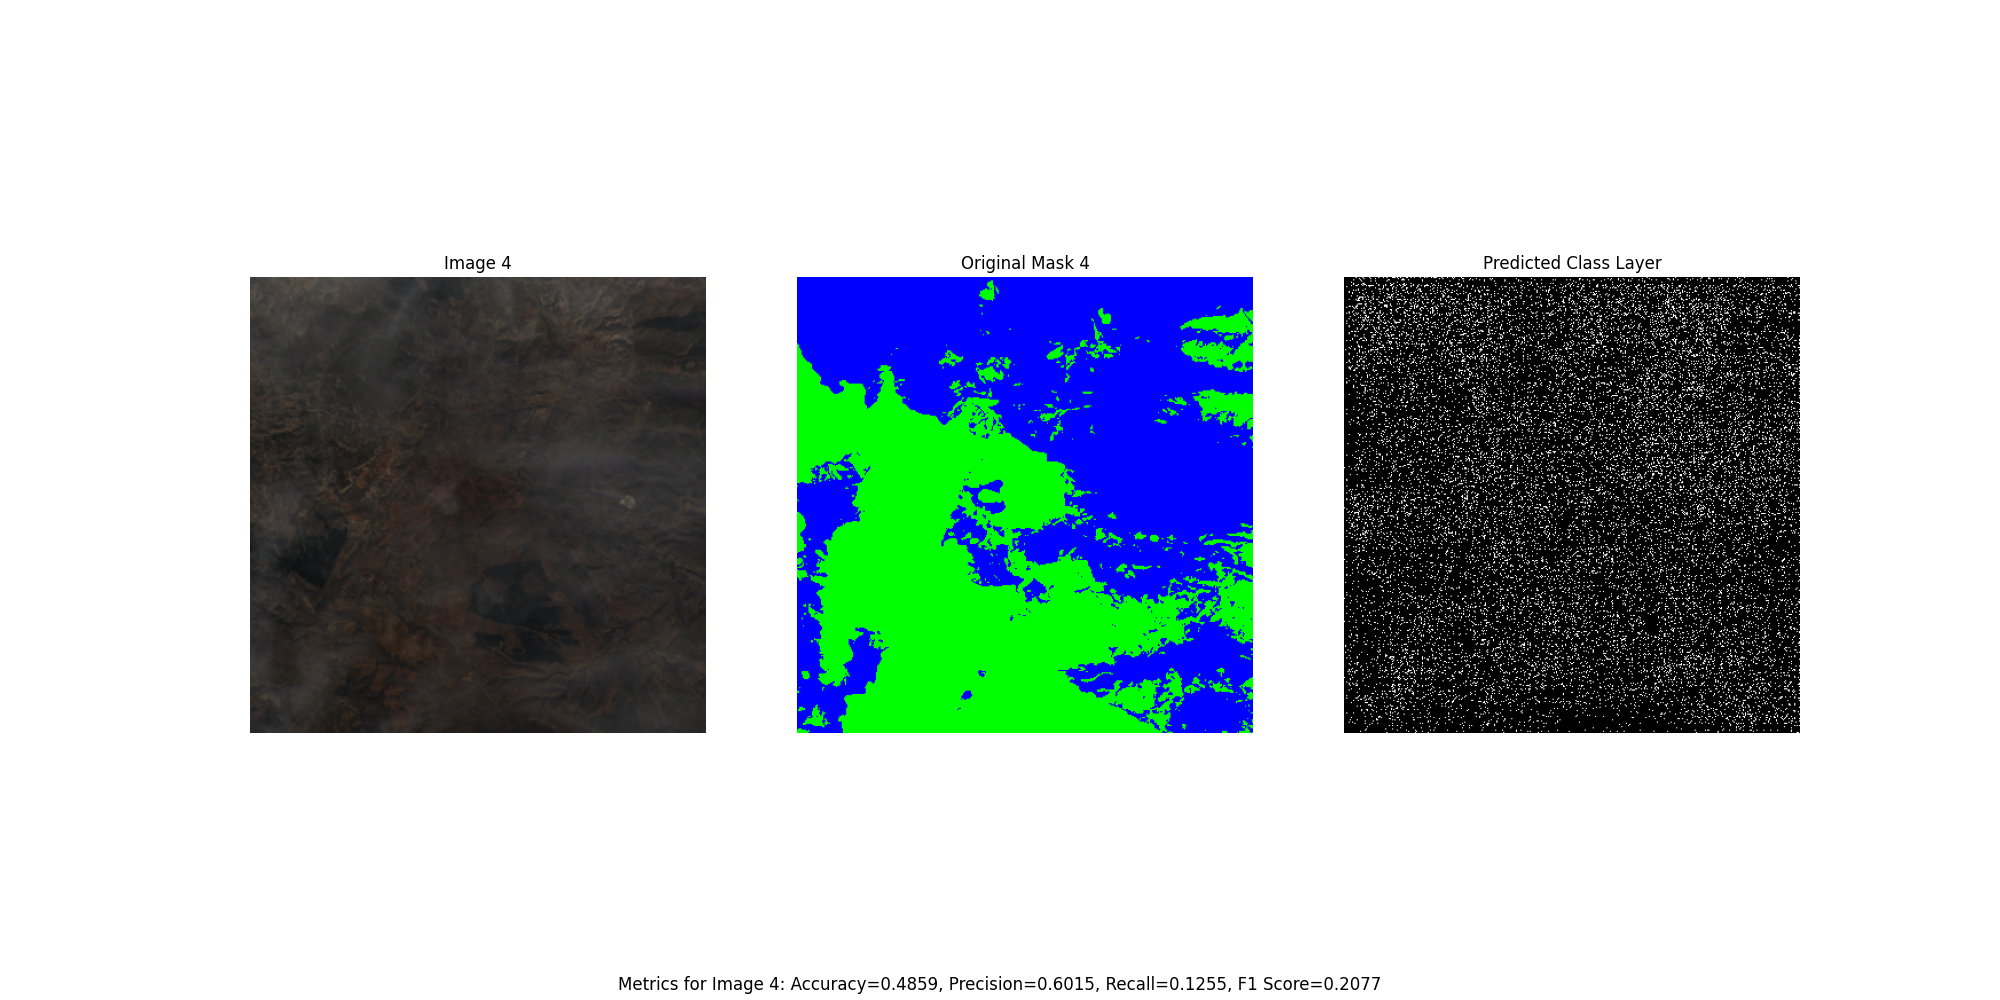 Image 4
Original Mask 4
Predicted Class Layer
Metrics for Image 4: Accuracy=0.4859, Precision=0.6015, Recall=0.1255, F1 Score=0.2077